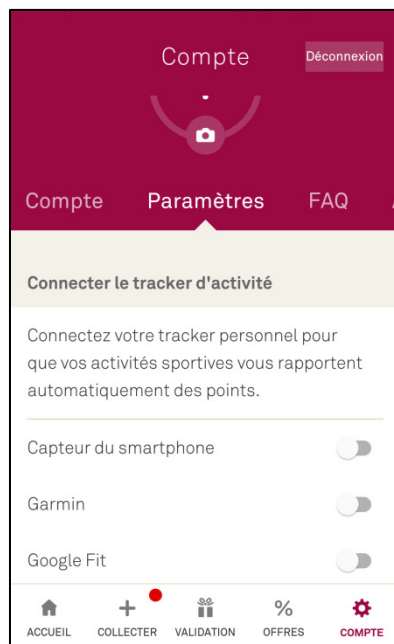 Compte
Déconnexion
Compte Paramètres FAQ
Connecter le tracker d'activité
Connectez votre tracker personnel pour
que vos activités sportives vous rapportent
automatiquement des points.
Capteur du smartphone
Garmin
Google Fit
ACCUEIL COLLECTER VALIDATION OFFRES COMPTE